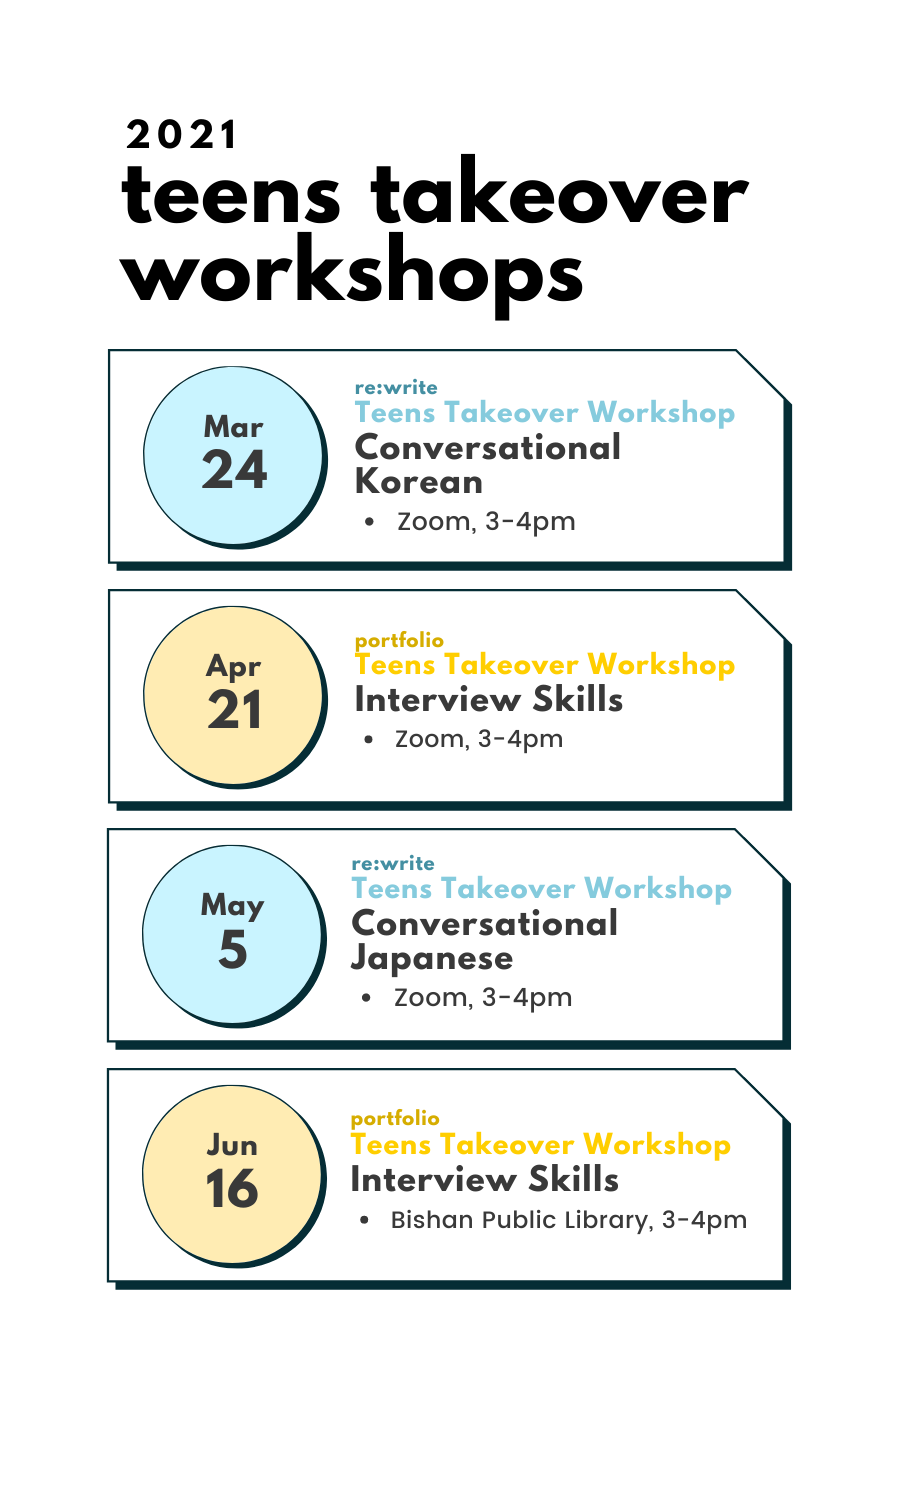 2021
teens takeover
workshops
Mar
24
re:write
Teens Takeover Workshop
Conversational
Korean
• Zoom, 3-4pm
Apr
21
portfolio
Teens Takeover Workshop
Interview Skills
• Zoom, 3-4pm
May
5
re:write
Teens Takeover Workshop
Conversational
Japanese
• Zoom, 3-4pm
Jun
16
portfolio
Teens Takeover Workshop
Interview Skills
• Bishan Public Library, 3-4pm